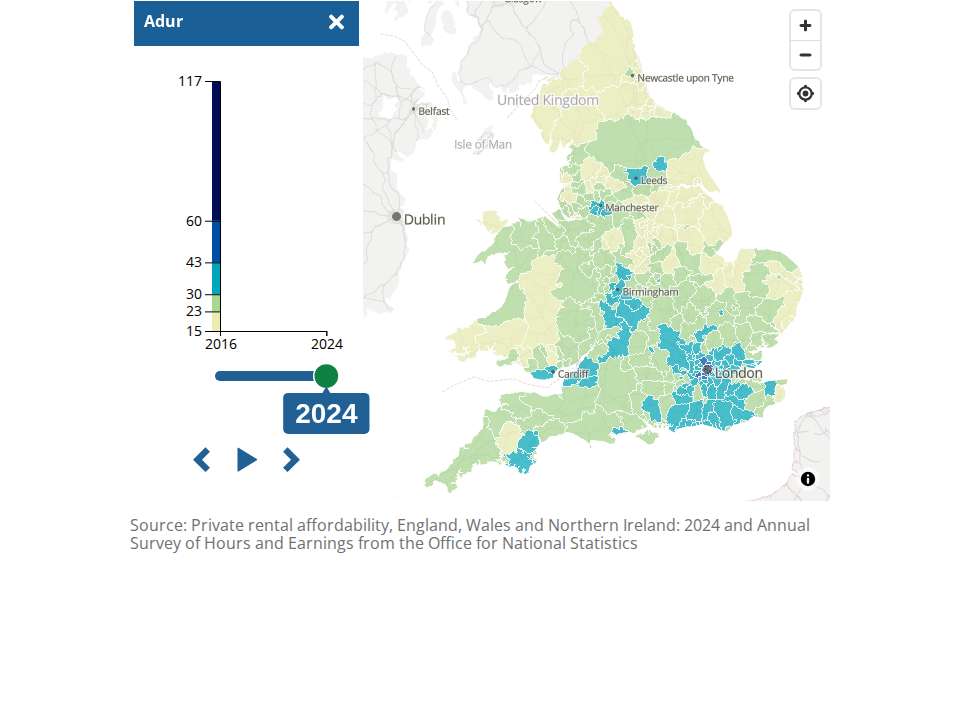 Adur
117
60
43
30
23
15
2016
2024
2024
Newcastle upon Tyne
United Kingdom
Belfast
Isle of Man
Leeds
Manchester
Dublin
Birmingham
Cardiff
London
Source: Private rental affordability, England, Wales and Northern Ireland: 2024 and Annual
Survey of Hours and Earnings from the Office for National Statistics